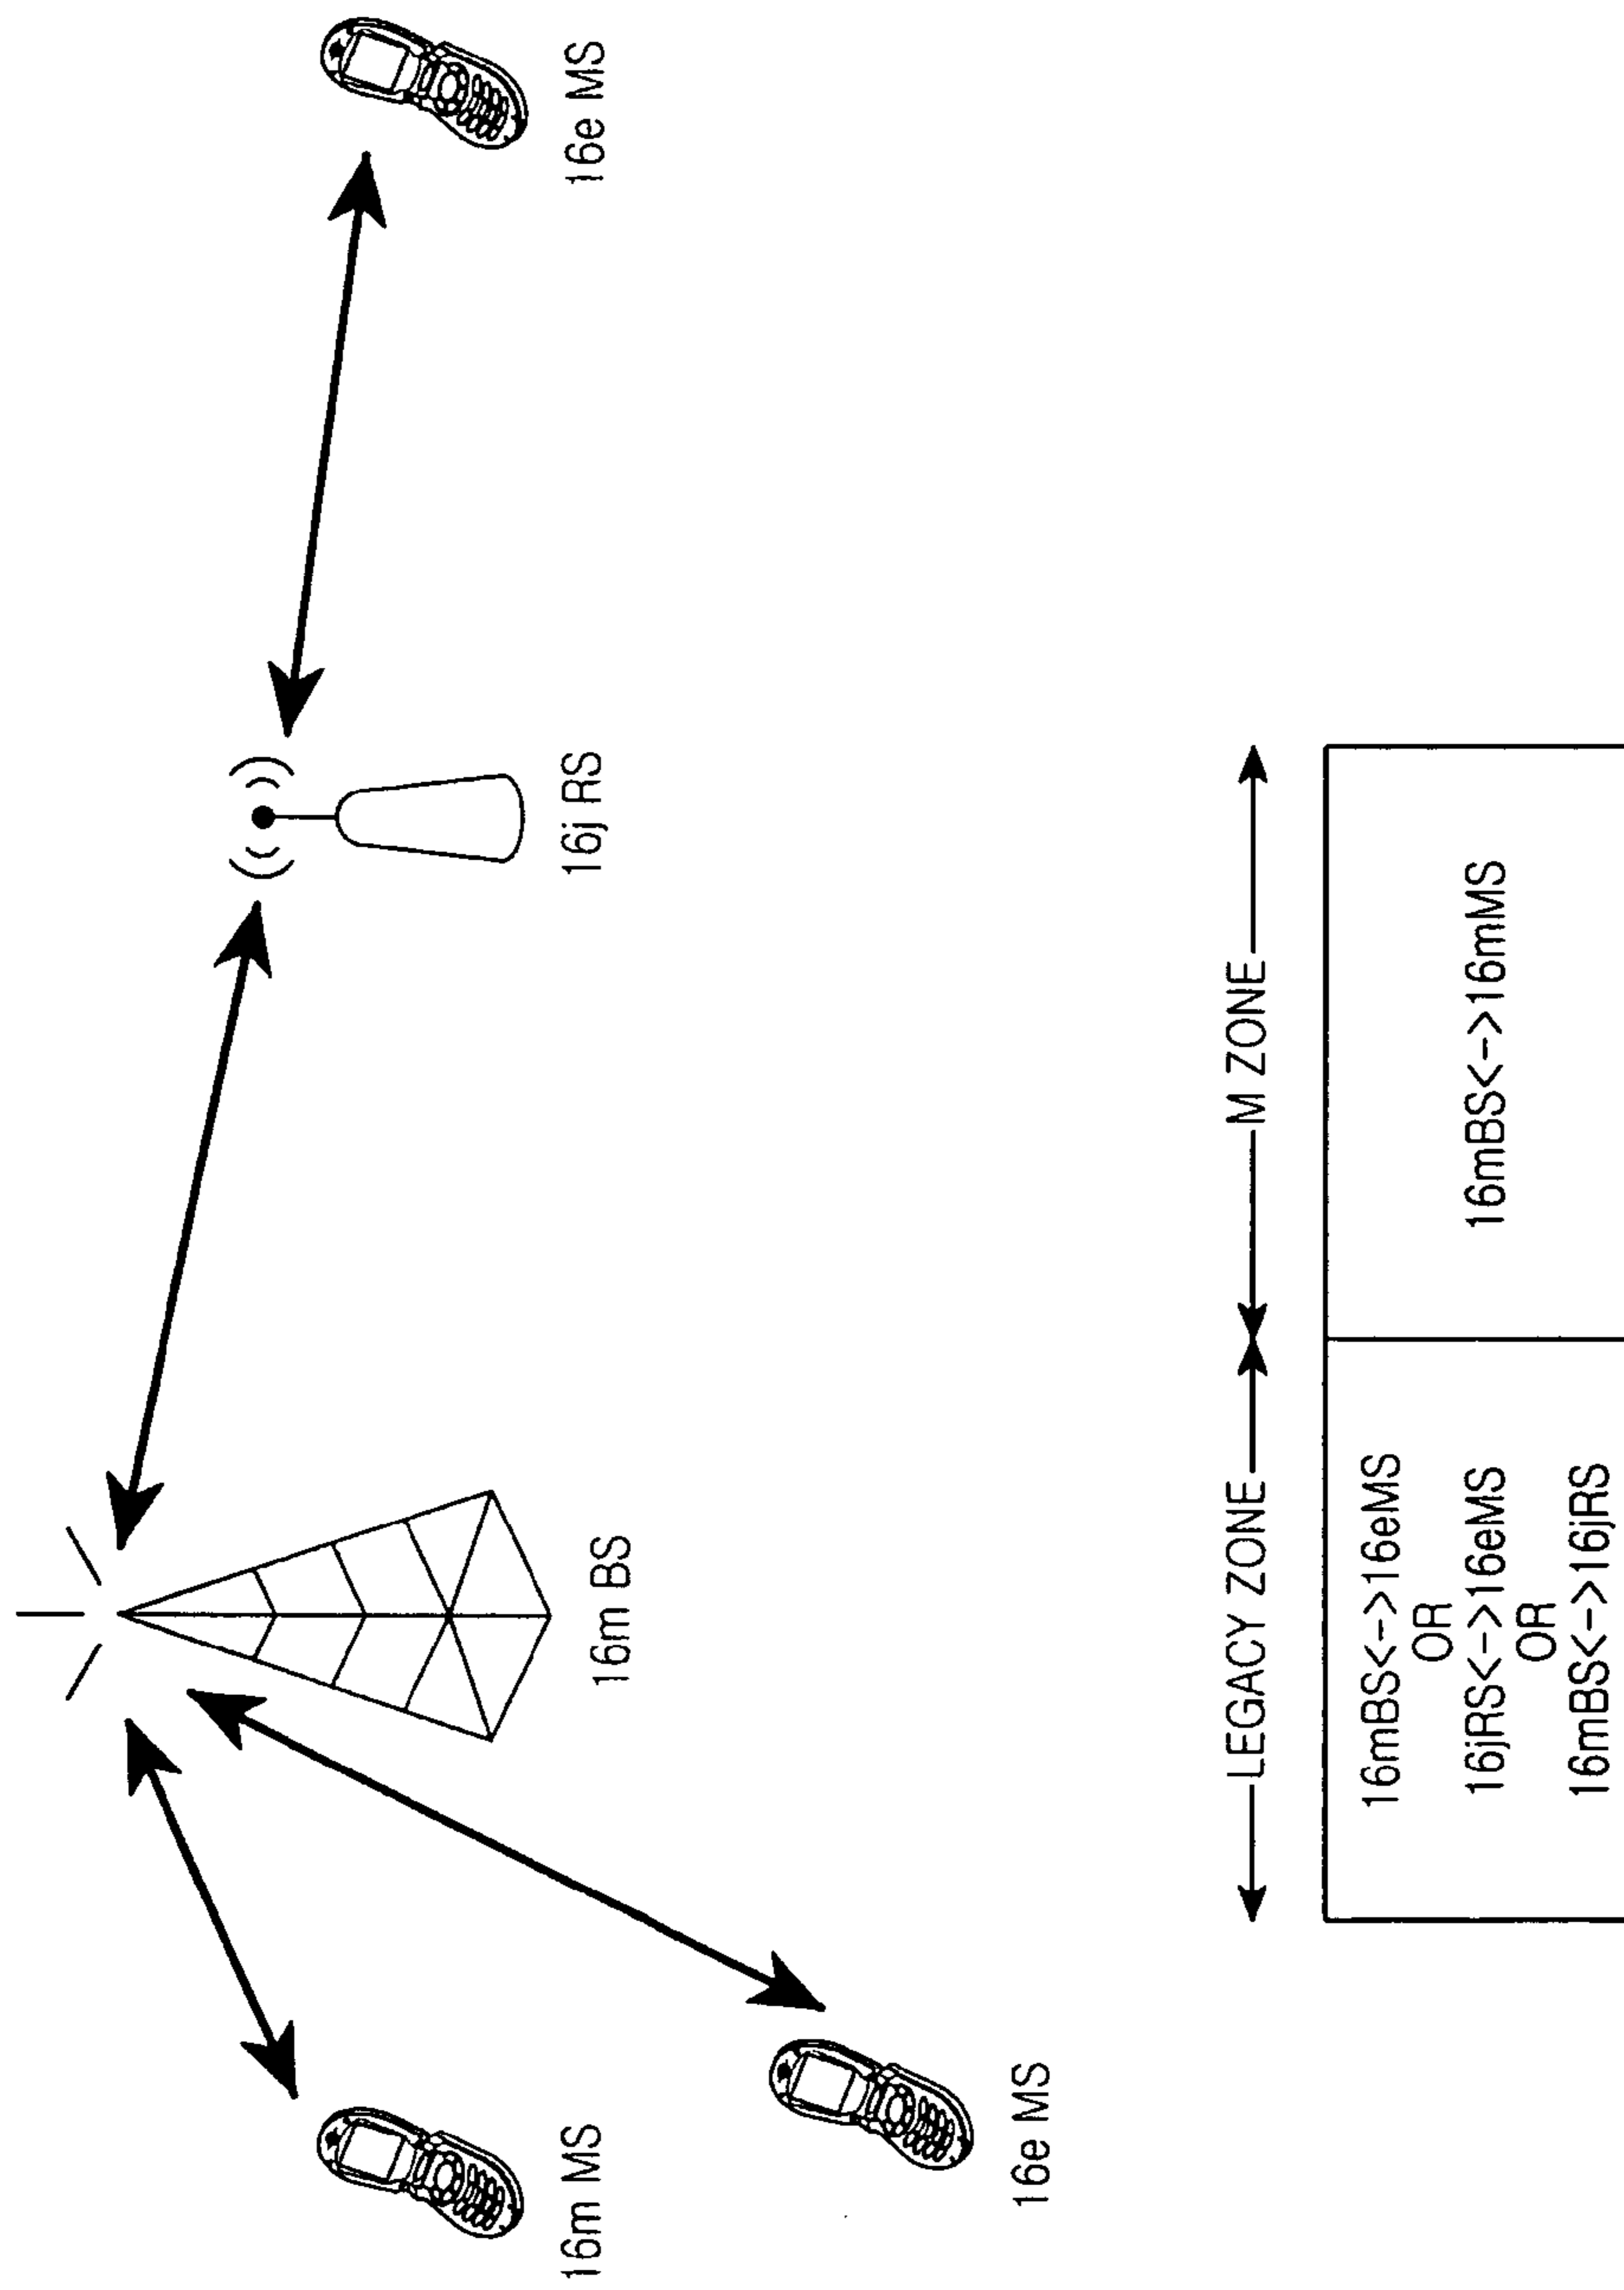 16m MS
16e MS
16m BS
16j RS
16e MS
LEGACY ZONE
M ZONE
16mBS<->16eMS
OR
16jRS<->16eMS
OR
16mBS<->16jRS
16mBS<->16mMS